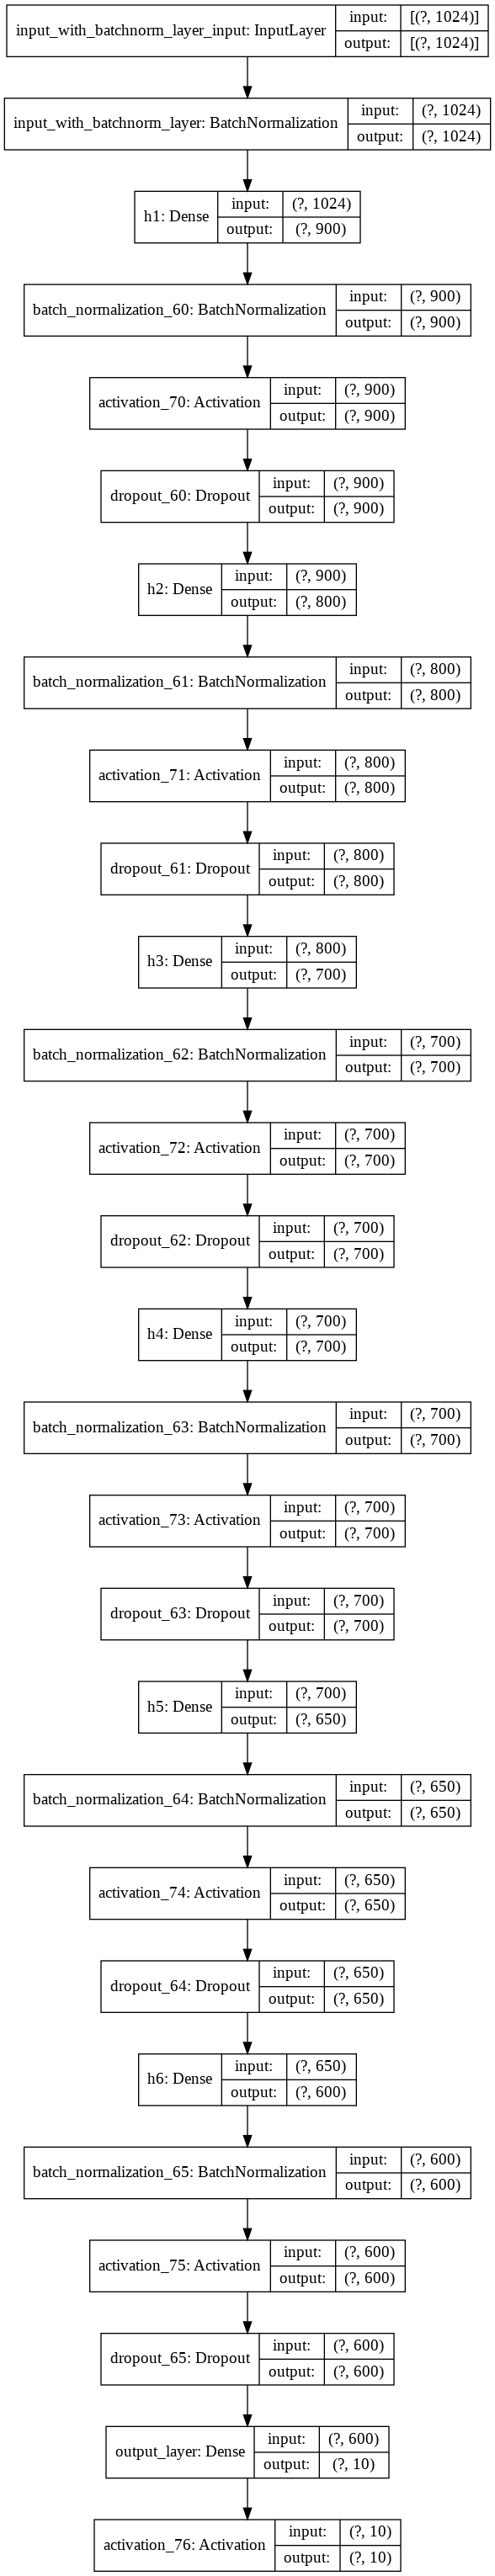 input_with_batchnorm_layer_input: InputLayer
input: [(?, 1024)]
output: [(?, 1024)]
input_with_batchnorm_layer: BatchNormalization
input: (?, 1024)
output: (?, 1024)
h1: Dense
input: (?, 1024)
output: (?, 900)
batch_normalization_60: BatchNormalization
input: (?, 900)
output: (?, 900)
activation_70: Activation
input: (?, 900)
output: (?, 900)
dropout_60: Dropout
input: (?, 900)
output: (?, 900)
h2: Dense
input: (?, 900)
output: (?, 800)
batch_normalization_61: BatchNormalization
input: (?, 800)
output: (?, 800)
activation_71: Activation
input: (?, 800)
output: (?, 800)
dropout_61: Dropout
input: (?, 800)
output: (?, 800)
h3: Dense
input: (?, 800)
output: (?, 700)
batch_normalization_62: BatchNormalization
input: (?, 700)
output: (?, 700)
activation_72: Activation
input: (?, 700)
output: (?, 700)
dropout_62: Dropout
input: (?, 700)
output: (?, 700)
h4: Dense
input: (?, 700)
output: (?, 700)
batch_normalization_63: BatchNormalization
input: (?, 700)
output: (?, 700)
activation_73: Activation
input: (?, 700)
output: (?, 700)
dropout_63: Dropout
input: (?, 700)
output: (?, 700)
h5: Dense
input: (?, 700)
output: (?, 650)
batch_normalization_64: BatchNormalization
input: (?, 650)
output: (?, 650)
activation_74: Activation
input: (?, 650)
output: (?, 650)
dropout_64: Dropout
input: (?, 650)
output: (?, 650)
h6: Dense
input: (?, 650)
output: (?, 600)
batch_normalization_65: BatchNormalization
input: (?, 600)
output: (?, 600)
activation_75: Activation
input: (?, 600)
output: (?, 600)
dropout_65: Dropout
input: (?, 600)
output: (?, 600)
output_layer: Dense
input: (?, 600)
output: (?, 10)
activation_76: Activation
input: (?, 10)
output: (?, 10)